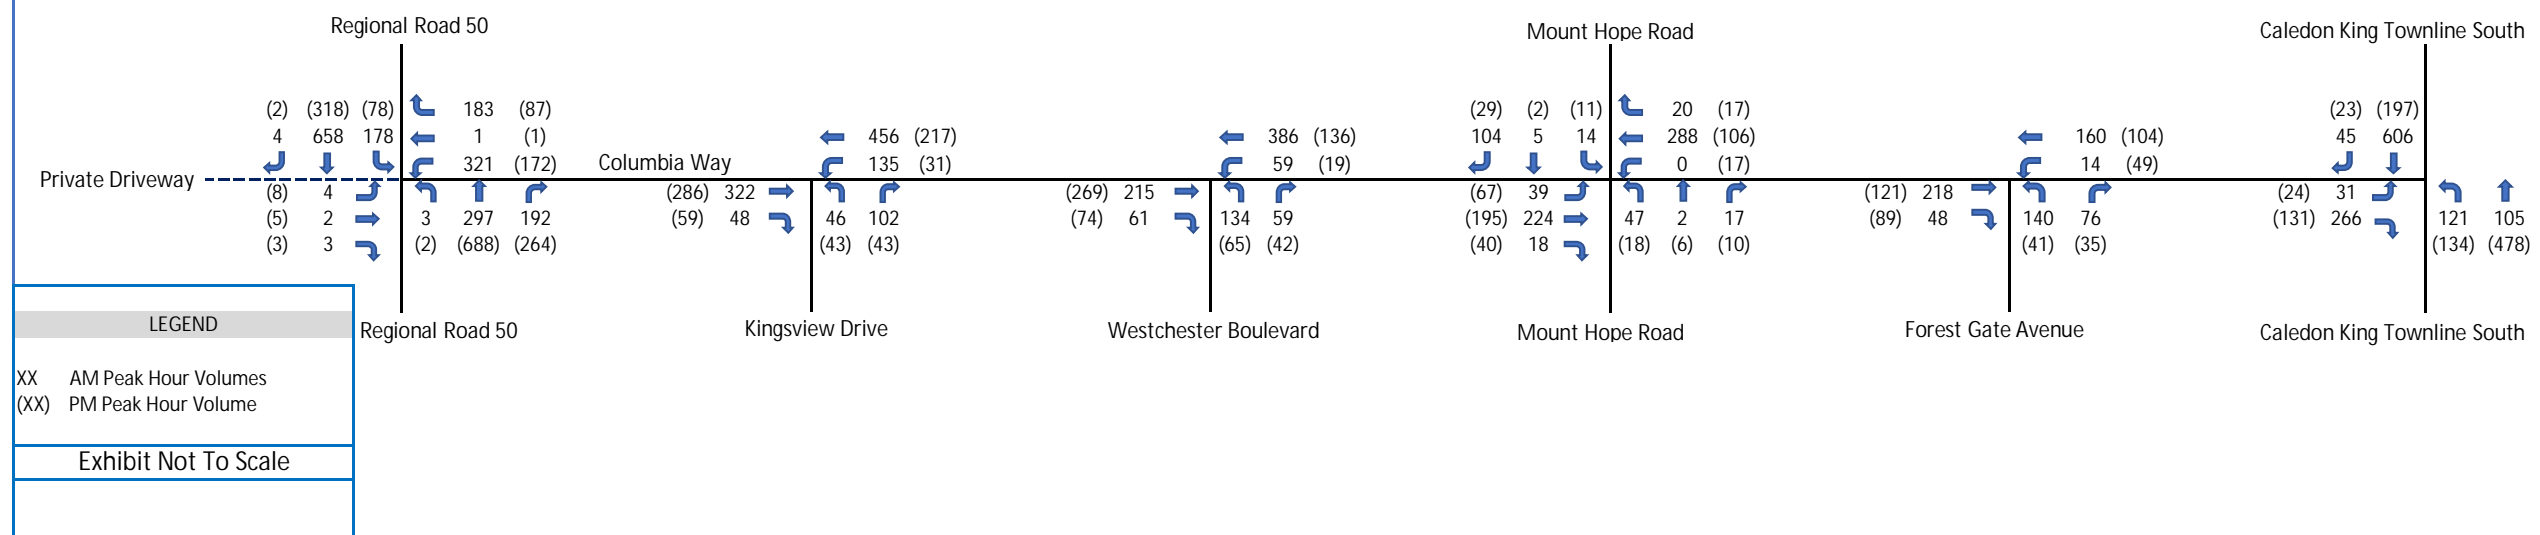 Regional Road 50
Mount Hope Road
Caledon King Townline South
(2) (318) (78) 183 (87)
(29) (2) (11) 20 (17)
(23) (197)
4 658 178 1 (1)
456 (217)
386 (136)
104 5 14 288 (106)
160 (104)
45 606
321 (172)
Columbia Way
135 (31)
59 (19)
0 (17)
14 (49)
Private Driveway
(8) 4
(286) 322
(269) 215
(67) 39
(121) 218
(24) 31
(5) 2 3 297 192
(59) 48 46 102
(74) 61 134 59
(195) 224 47 2 17
(89) 48 140 76
(131) 266 121 105
(3) 3 (2) (688) (264)
(43) (43)
(65) (42)
(40) 18 (18) (6) (10)
(41) (35)
(134) (478)
LEGEND
Regional Road 50
Kingsview Drive
Westchester Boulevard
Mount Hope Road
Forest Gate Avenue
Caledon King Townline South
XX AM Peak Hour Volumes
(XX) PM Peak Hour Volume
Exhibit Not To Scale